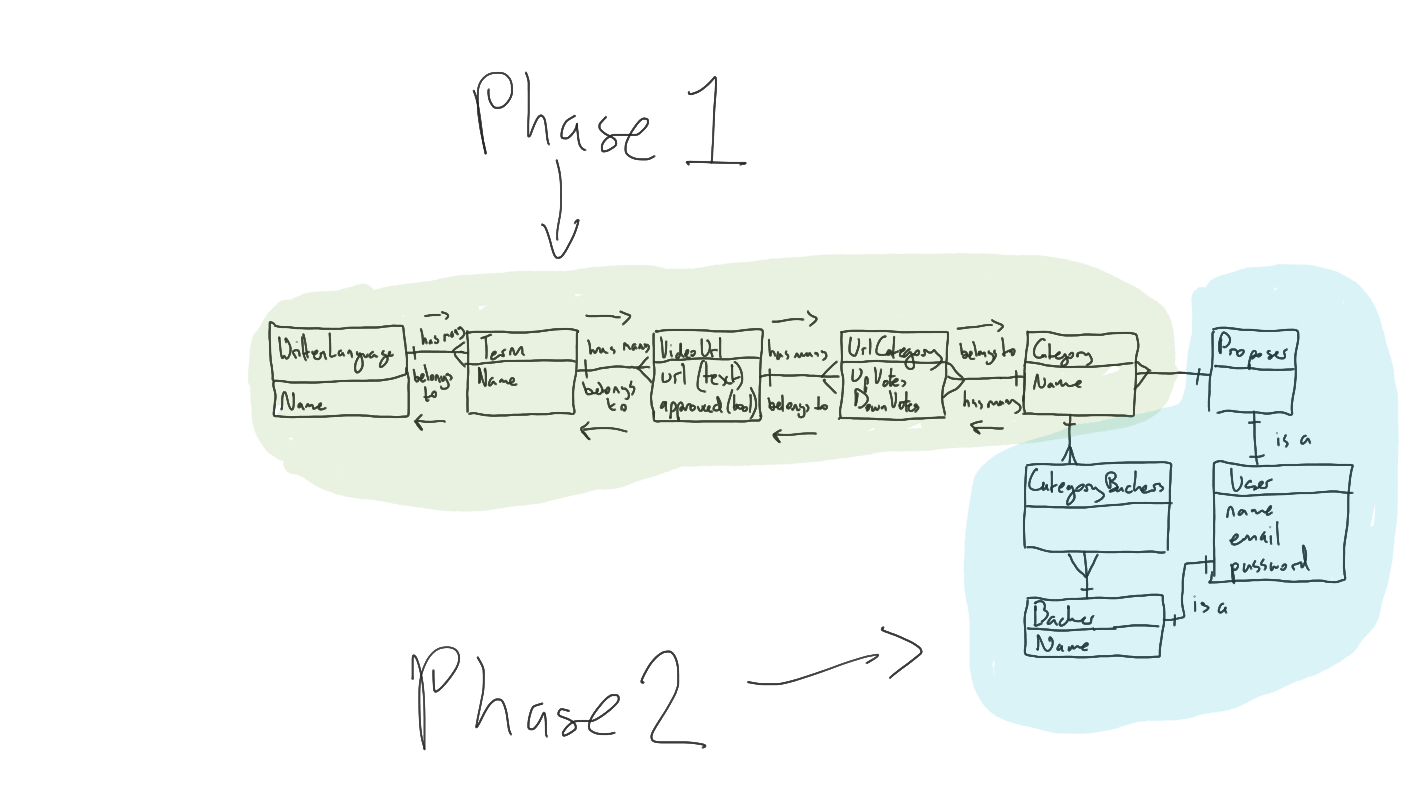 Phase 1
WrittenLanguage
Name
has many
belongs
to
Term
Name
has many
belongs
to
VideoUrl
url (text)
approved (bool)
has many
belongs to
UrlCategory
UpVotes
DownVotes
belongs to
has many
Category
Name
Proposer
is a
User
name
email
password
CategoryBackers
is a
Backer
Name
Phase 2